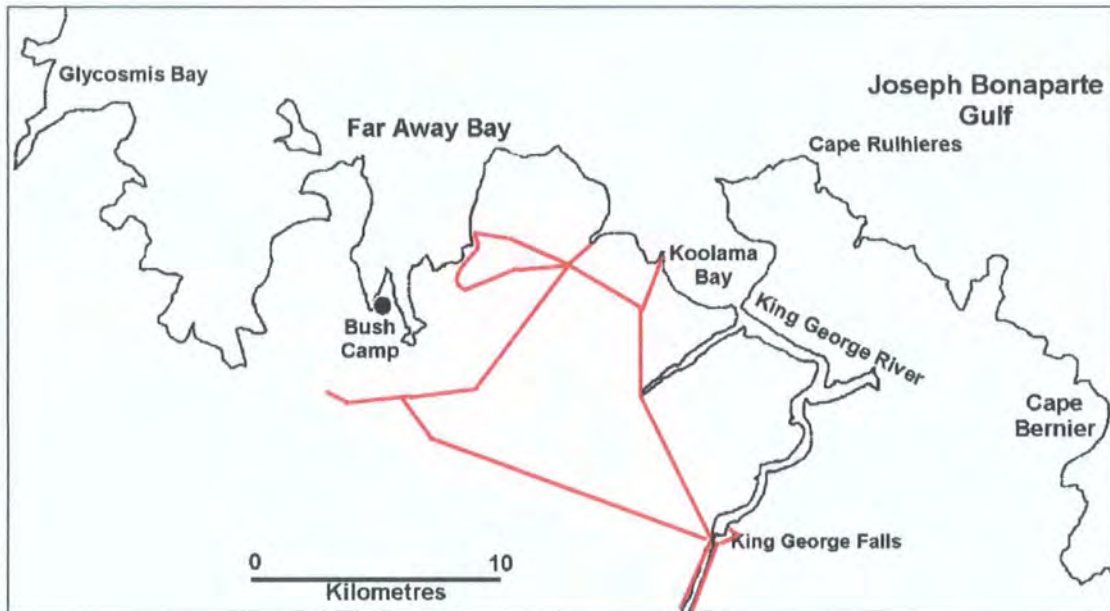 Glycosmis Bay
Joseph Bonaparte
Gulf
Far Away Bay
Cape Rulhieres
Koolama
Bay
King George River
Bush
Camp
Cape
Bernier
King George Falls
0 10
Kilometres